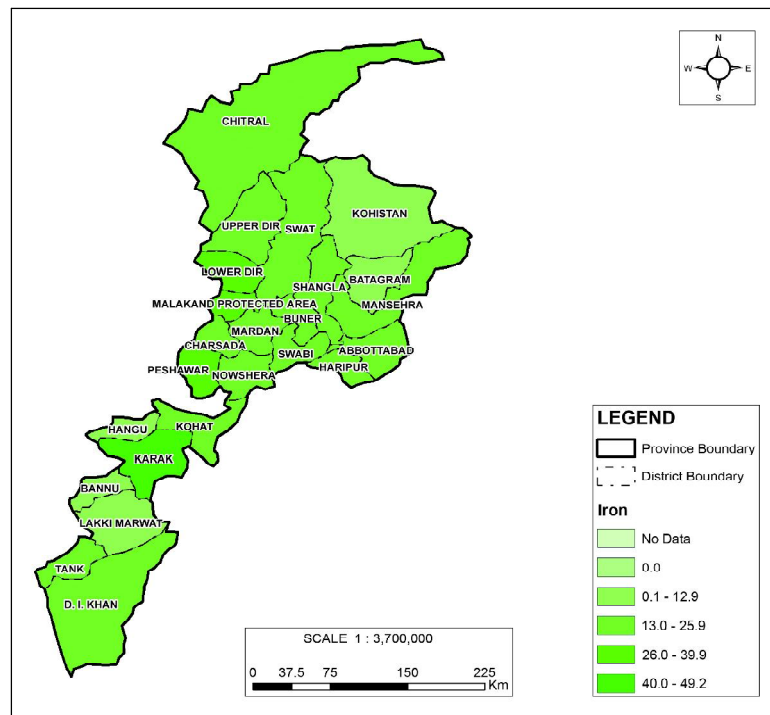 N
W E
S
CHITRAL
KOHISTAN
UPPER DIR
SWAT
LOWER DIR
BATAGRAM
SHANGLA
MALAKAND PROTECTED AREA
MANSEHRA
BUNER
MARDAN
CHARSADA
SWABI
ABBOTTABAD
PESHAWAR
NOWSHERA
HARIPUR
HANGU
KOHAT
KARAK
BANNU
LAKKI MARWAT
TANK
D. I. KHAN
LEGEND
Province Boundary
District Boundary
Iron
No Data
0.0
0.1 - 12.9
13.0 - 25.9
26.0 - 39.9
40.0 - 49.2
SCALE 1 : 3,700,000
0 37.5 75 150 225
Km